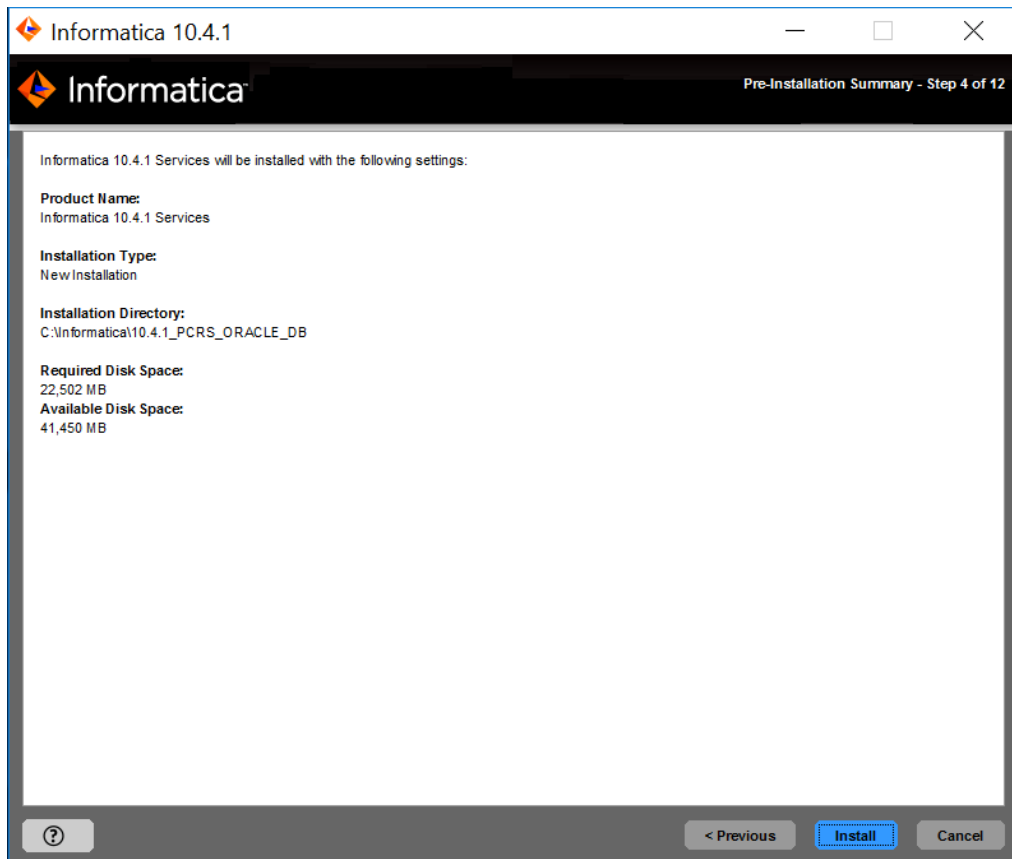 Informatica 10.4.1
Informatica
Pre-Installation Summary - Step 4 of 12
Informatica 10.4.1 Services will be installed with the following settings:
Product Name:
Informatica 10.4.1 Services
Installation Type:
New Installation
Installation Directory:
C:\Informatica\10.4.1_PCRS_ORACLE_DB
Required Disk Space:
22,502 MB
Available Disk Space:
41,450 MB
?
< Previous
Install
Cancel